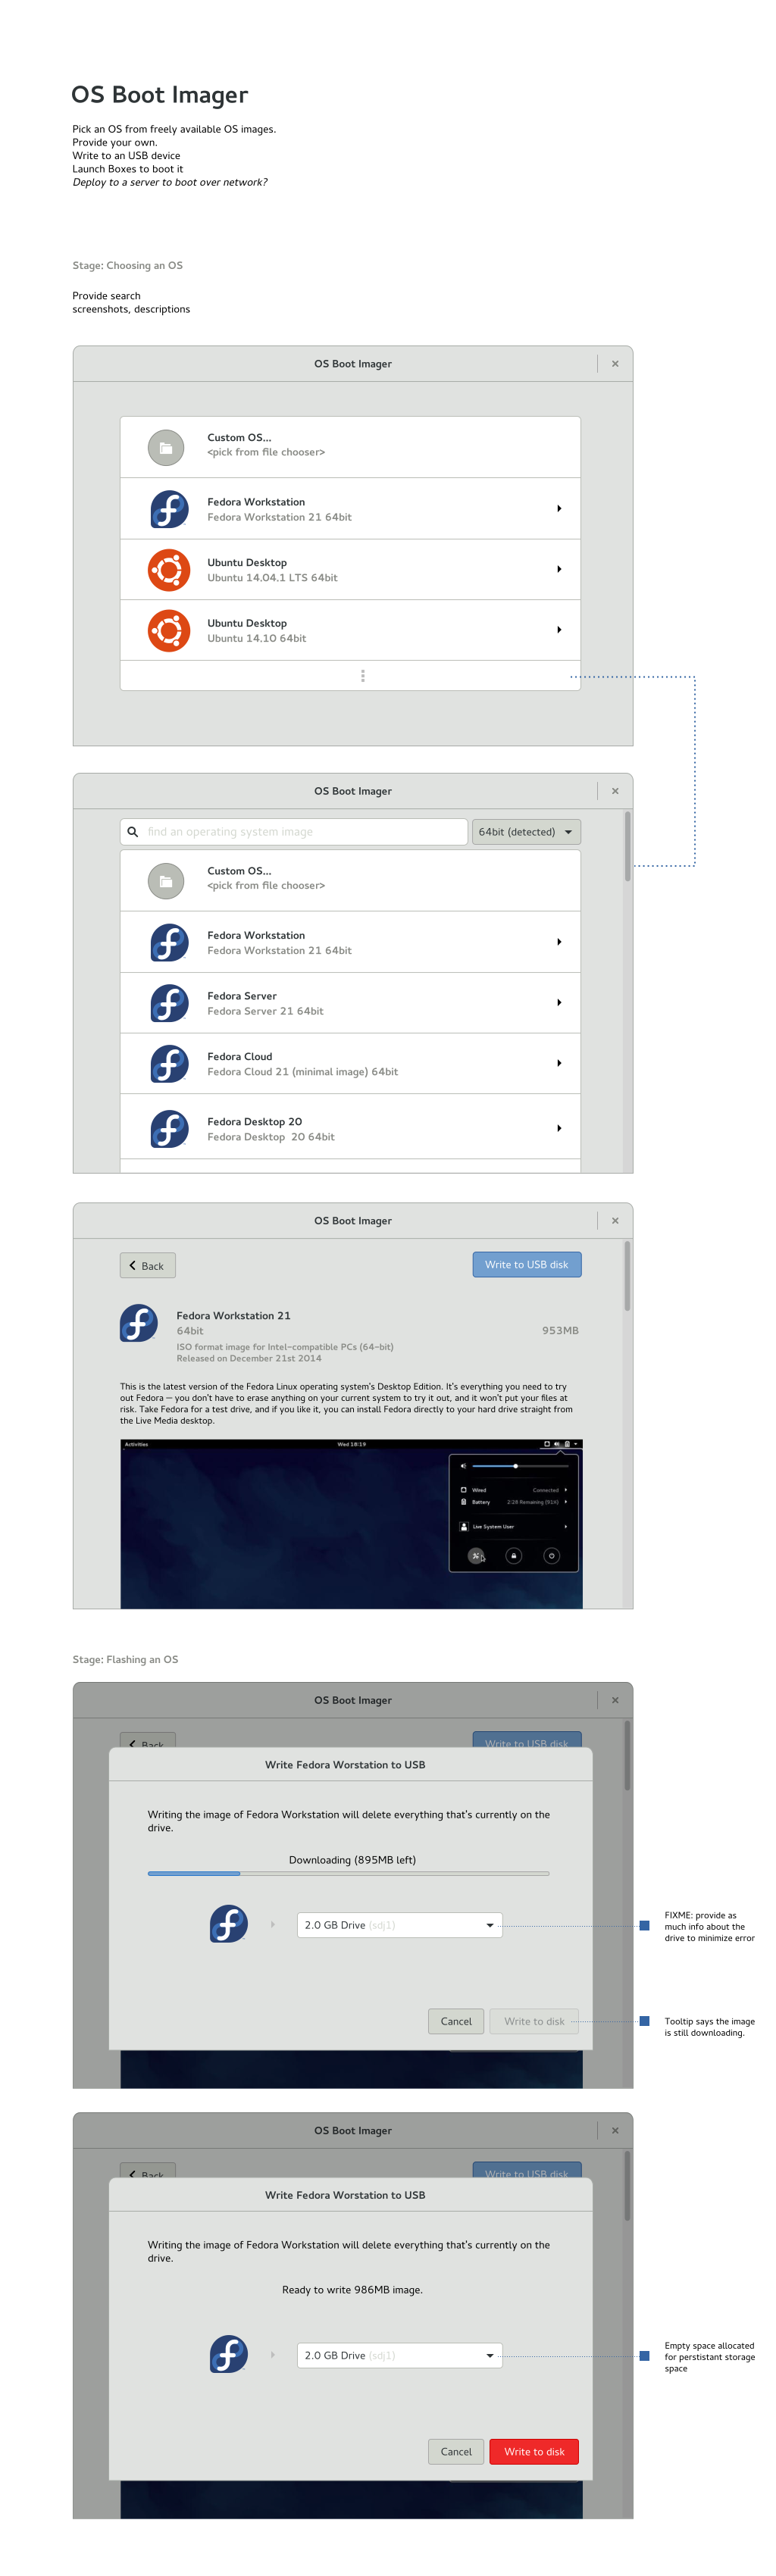 OS Boot Imager
Pick an OS from freely available OS images.
Provide your own.
Write to an USB device
Launch Boxes to boot it
Deploy to a server to boot over network?
Stage: Choosing an OS
Provide search
screenshots, descriptions
OS Boot Imager
Custom OS...
<pick from file chooser>
Fedora Workstation
Fedora Workstation 21 64bit
Ubuntu Desktop
Ubuntu 14.04.1 LTS 64bit
Ubuntu Desktop
Ubuntu 14.10 64bit
OS Boot Imager
find an operating system image
64bit (detected)
Custom OS...
<pick from file chooser>
Fedora Workstation
Fedora Workstation 21 64bit
Fedora Server
Fedora Server 21 64bit
Fedora Cloud
Fedora Cloud 21 (minimal image) 64bit
Fedora Desktop 20
Fedora Desktop  20 64bit
OS Boot Imager
Back
Write to USB disk
Fedora Workstation 21
64bit
953MB
ISO format image for Intel-compatible PCs (64-bit)
Released on December 21st 2014
This is the latest version of the Fedora Linux operating system's Desktop Edition. It's everything you need to try
out Fedora — you don't have to erase anything on your current system to try it out, and it won't put your files at
risk. Take Fedora for a test drive, and if you like it, you can install Fedora directly to your hard drive straight from
the Live Media desktop.
Activities
Wed 18:19
Wired
Connected
Battery
2:28 Remaining (91%)
Live System User
Stage: Flashing an OS
OS Boot Imager
Back
Write to USB disk
Write Fedora Worstation to USB
Writing the image of Fedora Workstation will delete everything that's currently on the
drive.
Downloading (895MB left)
2.0 GB Drive (sdj1)
FIXME: provide as
much info about the
drive to minimize error
Cancel
Write to disk
Tooltip says the image
is still downloading.
OS Boot Imager
Back
Write to USB disk
Write Fedora Worstation to USB
Writing the image of Fedora Workstation will delete everything that's currently on the
drive.
Ready to write 986MB image.
2.0 GB Drive (sdj1)
Empty space allocated
for perstistant storage
space
Cancel
Write to disk